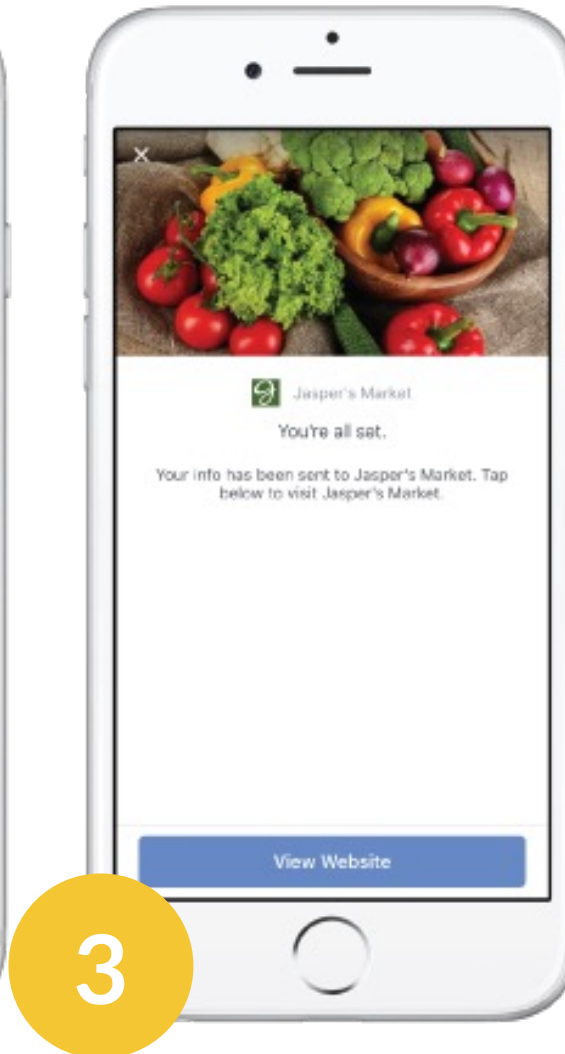 Jasper's Market
You're all set.
Your info has been sent to Jasper's Market. Tap
below to visit Jasper's Market.
View Website
3